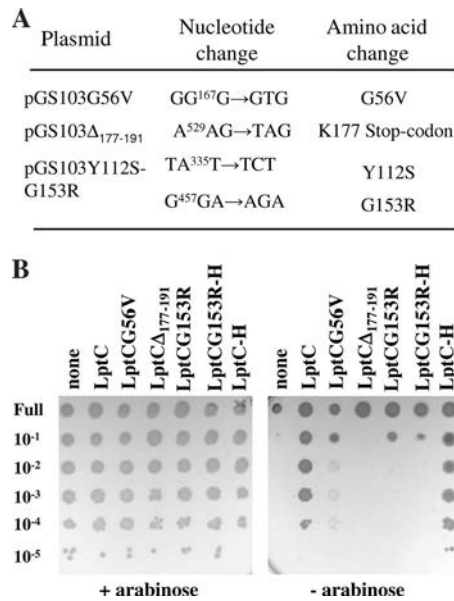 A
Plasmid Nucleotide change Amino acid change
pGS103G56V GG¹⁶⁷G→GTG G56V
pGS103Δ₁₇₇₋₁₉₁ A⁵²⁹AG→TAG K177 Stop-codon
pGS103Y112S-G153R TA³³⁵T→TCT Y112S
G⁴⁵⁷GA→AGA G153R
B
none LptC LptCG56V LptCΔ₁₇₇₋₁₉₁ LptCG153R LptCG153R-H LptC-H none LptC LptCG56V LptCΔ₁₇₇₋₁₉₁ LptCG153R LptCG153R-H LptC-H
Full
10⁻¹
10⁻²
10⁻³
10⁻⁴
10⁻⁵
+ arabinose - arabinose